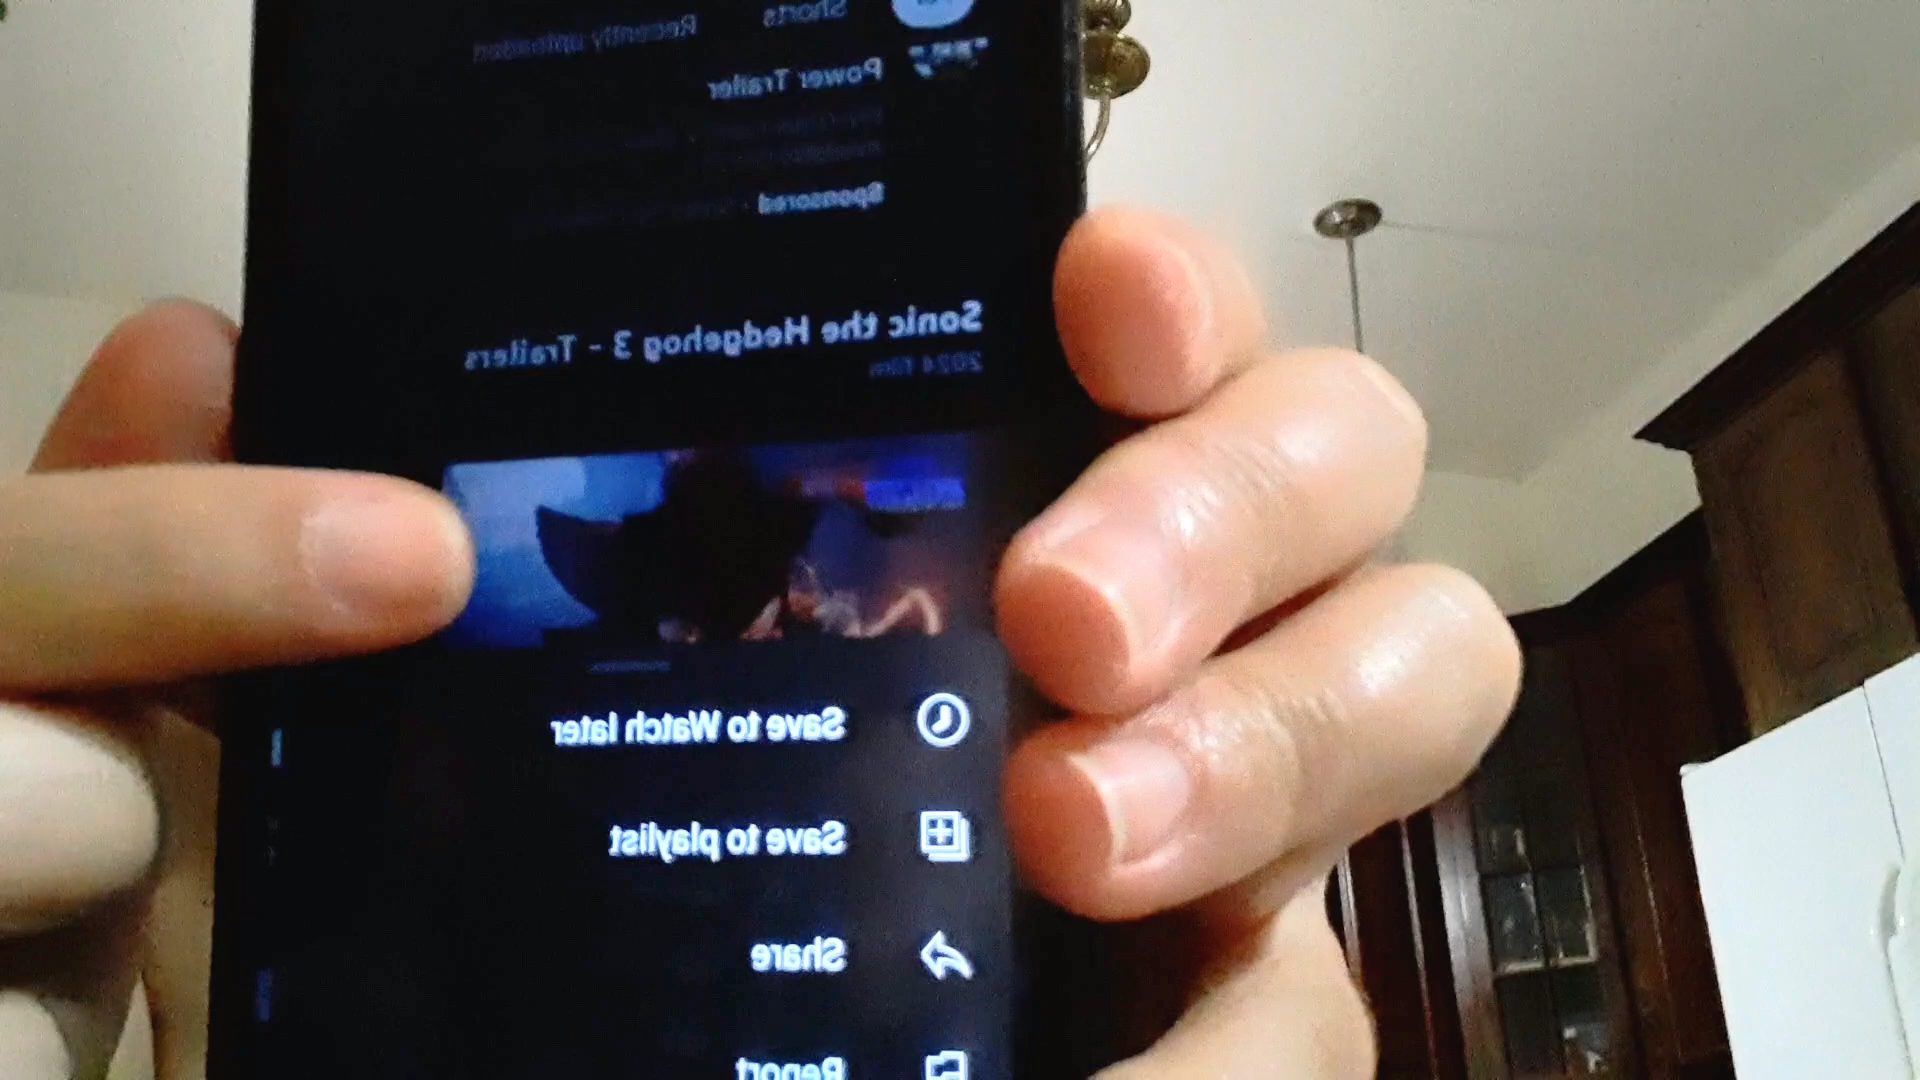 Shorts
Recently uploaded
Power Trailer
Sponsored
Sonic the Hedgehog 3 - Trailers
2024 film
Save to Watch later
Save to playlist
Share
Report